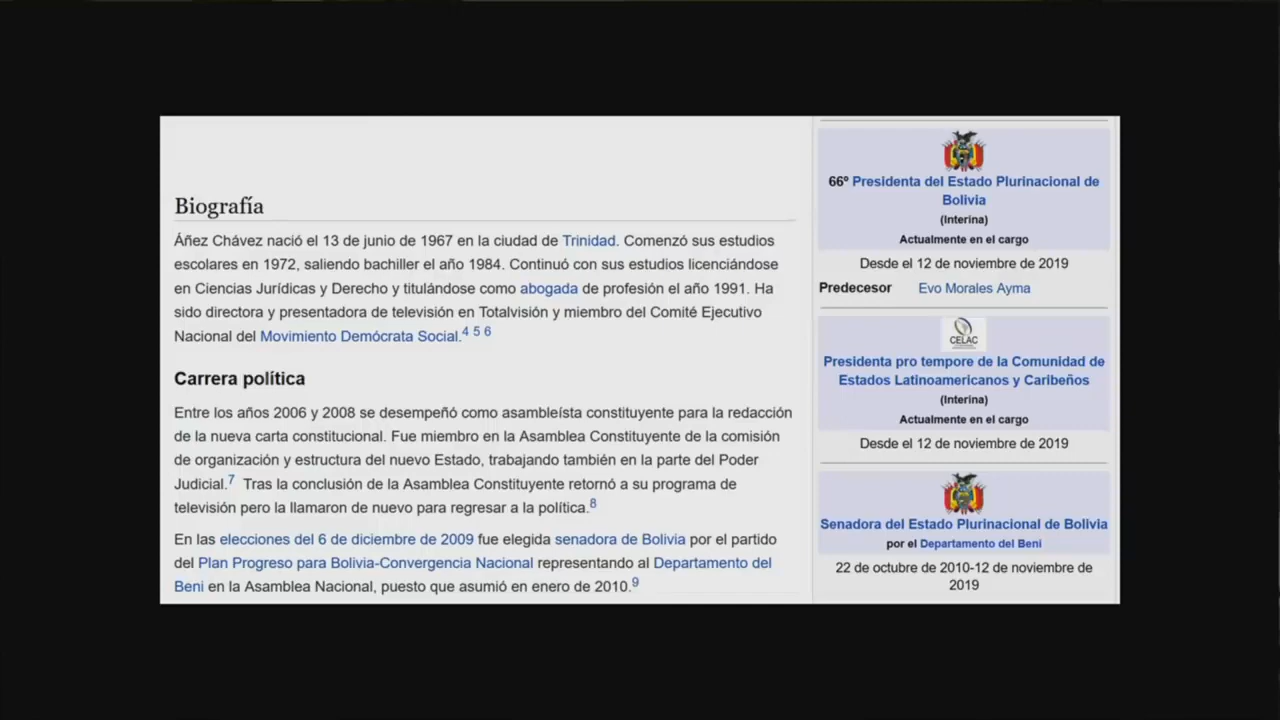 Biografía
Áñez Chávez nació el 13 de junio de 1967 en la ciudad de Trinidad. Comenzó sus estudios
escolares en 1972, saliendo bachiller el año 1984. Continuó con sus estudios licenciándose
en Ciencias Jurídicas y Derecho y titulándose como abogada de profesión el año 1991. Ha
sido directora y presentadora de televisión en Totalvisión y miembro del Comité Ejecutivo
Nacional del Movimiento Demócrata Social.4 5 6
Carrera política
Entre los años 2006 y 2008 se desempeñó como asambleísta constituyente para la redacción
de la nueva carta constitucional. Fue miembro en la Asamblea Constituyente de la comisión
de organización y estructura del nuevo Estado, trabajando también en la parte del Poder
Judicial.7 Tras la conclusión de la Asamblea Constituyente retornó a su programa de
televisión pero la llamaron de nuevo para regresar a la política.8
En las elecciones del 6 de diciembre de 2009 fue elegida senadora de Bolivia por el partido
del Plan Progreso para Bolivia-Convergencia Nacional representando al Departamento del
Beni en la Asamblea Nacional, puesto que asumió en enero de 2010.9
66º Presidenta del Estado Plurinacional de
Bolivia
(Interina)
Actualmente en el cargo
Desde el 12 de noviembre de 2019
Predecesor Evo Morales Ayma
CELAC
Presidenta pro tempore de la Comunidad de
Estados Latinoamericanos y Caribeños
(Interina)
Actualmente en el cargo
Desde el 12 de noviembre de 2019
Senadora del Estado Plurinacional de Bolivia
por el Departamento del Beni
22 de octubre de 2010-12 de noviembre de
2019